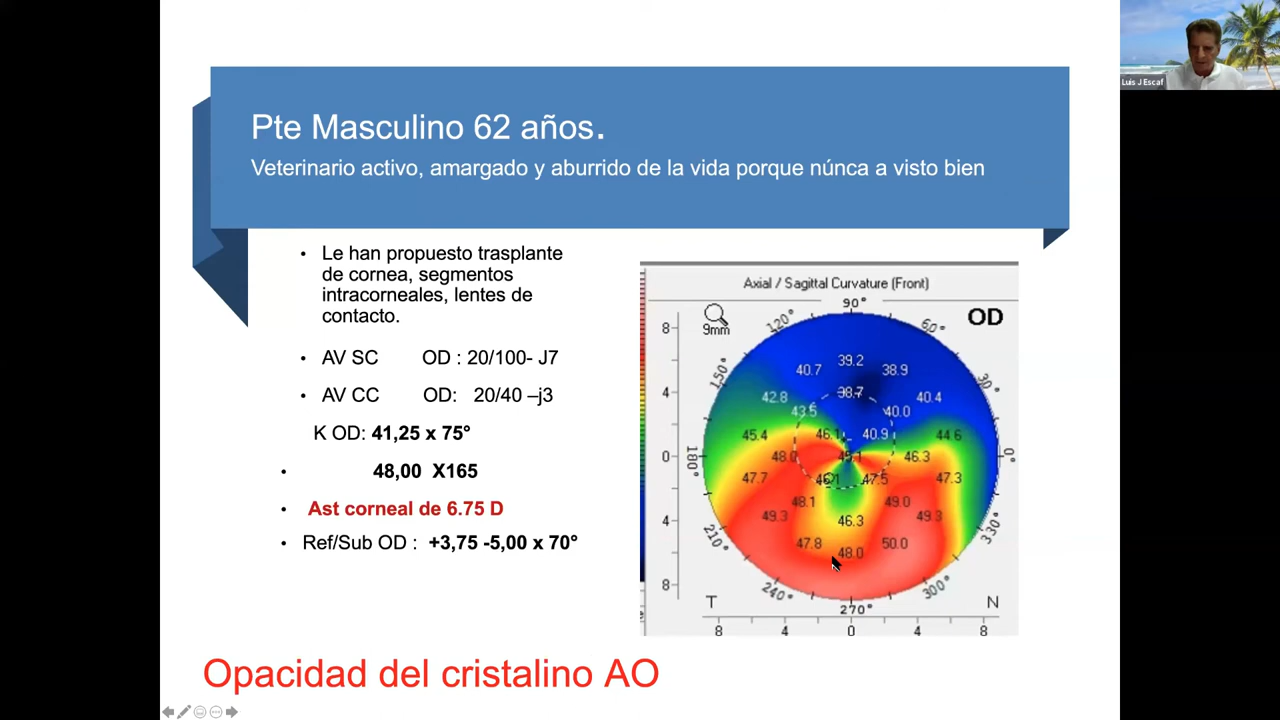 Luis J Escaf
Pte Masculino 62 años.
Veterinario activo, amargado y aburrido de la vida porque núnca a visto bien
• Le han propuesto trasplante
de cornea, segmentos
intracorneales, lentes de
contacto.
• AV SC OD : 20/100- J7
• AV CC OD: 20/40 –j3
K OD: 41,25 x 75°
• 48,00 X165
• Ast corneal de 6.75 D
• Ref/Sub OD : +3,75 -5,00 x 70°
Axial / Sagittal Curvature (Front)
9mm
OD
90°
120° 60°
150° 30°
180° 0°
210° 330°
240° 300°
270°
8
4
0
4
8
40.7 39.2 38.9
42.8 38.7 40.4
43.5 40.0
45.4 46.1 40.9 44.6
48.0 46.3
47.7 47.5 47.3
48.1 49.0
49.3 46.3 49.3
47.8 48.0 50.0
T N
8 4 0 4 8
Opacidad del cristalino AO